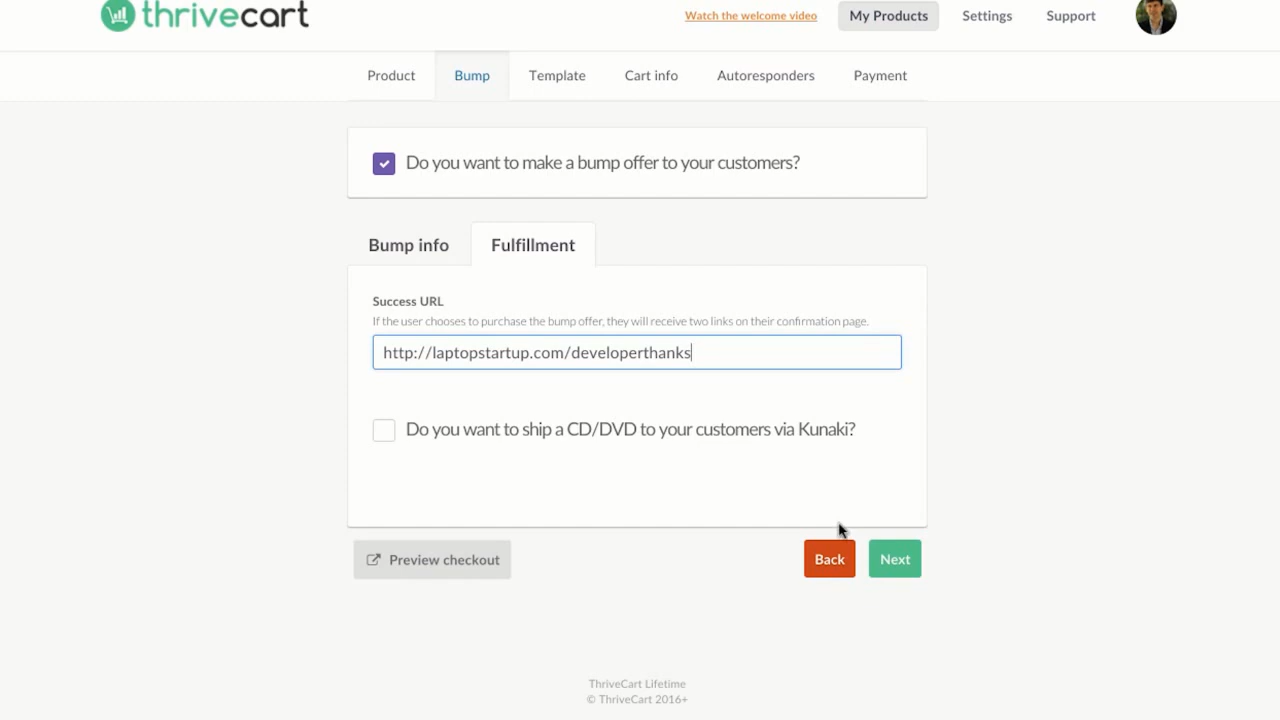 thrivecart
Watch the welcome video
My Products
Settings
Support
Product
Bump
Template
Cart info
Autoresponders
Payment
Do you want to make a bump offer to your customers?
Bump info
Fulfillment
Success URL
If the user chooses to purchase the bump offer, they will receive two links on their confirmation page.
http://laptopstartup.com/developerthanks
Do you want to ship a CD/DVD to your customers via Kunaki?
Preview checkout
Back
Next
ThriveCart Lifetime
© ThriveCart 2016+